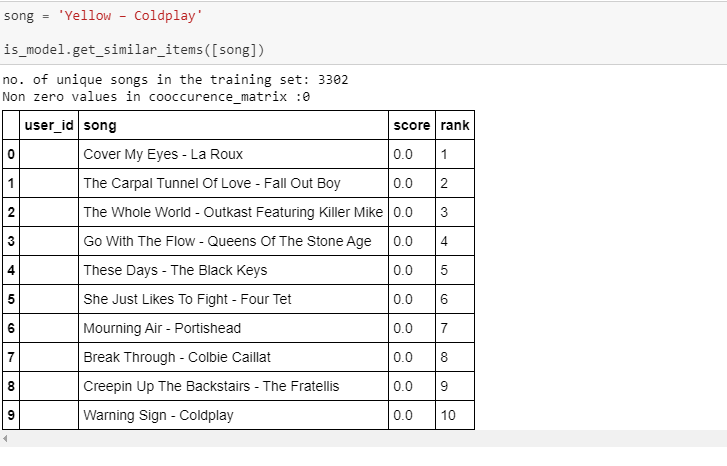 song = 'Yellow – Coldplay'
is_model.get_similar_items([song])
no. of unique songs in the training set: 3302
Non zero values in cooccurence_matrix :0
user_id song score rank
0 Cover My Eyes - La Roux 0.0 1
1 The Carpal Tunnel Of Love - Fall Out Boy 0.0 2
2 The Whole World - Outkast Featuring Killer Mike 0.0 3
3 Go With The Flow - Queens Of The Stone Age 0.0 4
4 These Days - The Black Keys 0.0 5
5 She Just Likes To Fight - Four Tet 0.0 6
6 Mourning Air - Portishead 0.0 7
7 Break Through - Colbie Caillat 0.0 8
8 Creepin Up The Backstairs - The Fratellis 0.0 9
9 Warning Sign - Coldplay 0.0 10